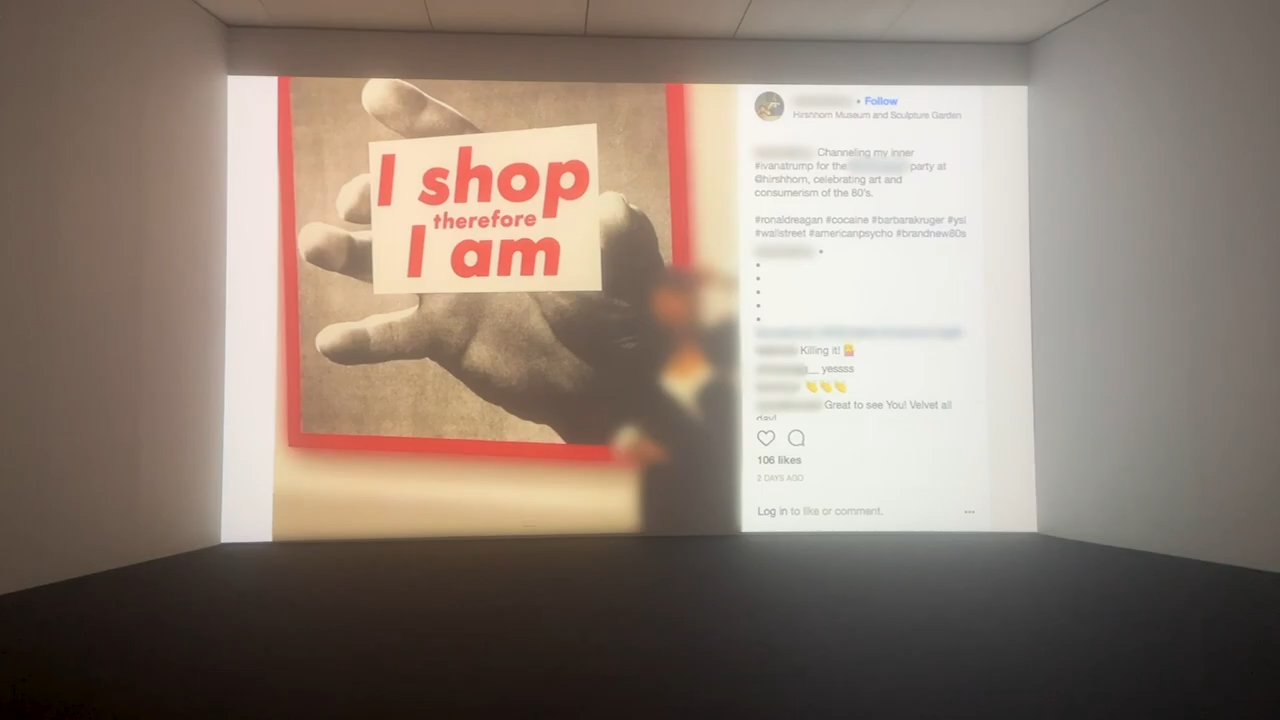 I shop
therefore
I am
• Follow
Hirshhorn Museum and Sculpture Garden
Channeling my inner
#ivanatrump for the party at
@hirshhorn, celebrating art and
consumerism of the 80's.
#ronaldreagan #cocaine #barbarakruger #ysl
#wallstreet #americanpsycho #brandnew80s
Killing it!
yessss
Great to see You! Velvet all
day!
106 likes
2 DAYS AGO
Log in to like or comment.